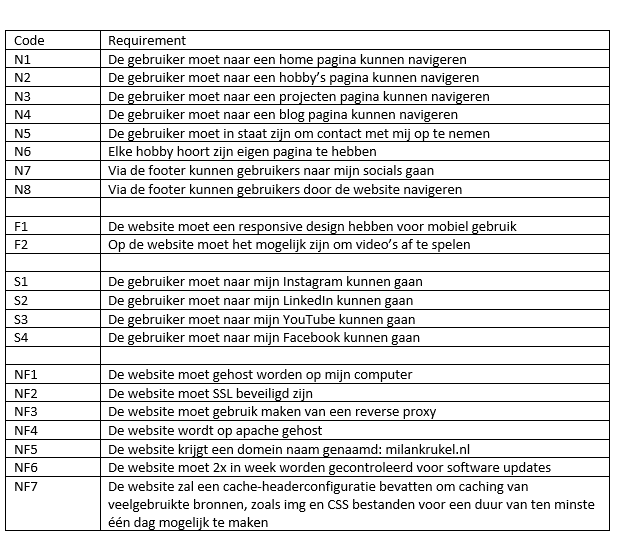 Code Requirement
N1 De gebruiker moet naar een home pagina kunnen navigeren
N2 De gebruiker moet naar een hobby’s pagina kunnen navigeren
N3 De gebruiker moet naar een projecten pagina kunnen navigeren
N4 De gebruiker moet naar een blog pagina kunnen navigeren
N5 De gebruiker moet in staat zijn om contact met mij op te nemen
N6 Elke hobby hoort zijn eigen pagina te hebben
N7 Via de footer kunnen gebruikers naar mijn socials gaan
N8 Via de footer kunnen gebruikers door de website navigeren
F1 De website moet een responsive design hebben voor mobiel gebruik
F2 Op de website moet het mogelijk zijn om video’s af te spelen
S1 De gebruiker moet naar mijn Instagram kunnen gaan
S2 De gebruiker moet naar mijn LinkedIn kunnen gaan
S3 De gebruiker moet naar mijn YouTube kunnen gaan
S4 De gebruiker moet naar mijn Facebook kunnen gaan
NF1 De website moet gehost worden op mijn computer
NF2 De website moet SSL beveiligd zijn
NF3 De website moet gebruik maken van een reverse proxy
NF4 De website wordt op apache gehost
NF5 De website krijgt een domein naam genaamd: milankrukel.nl
NF6 De website moet 2x in week worden gecontroleerd voor software updates
NF7 De website zal een cache-headerconfiguratie bevatten om caching van
veelgebruikte bronnen, zoals img en CSS bestanden voor een duur van ten minste
één dag mogelijk te maken